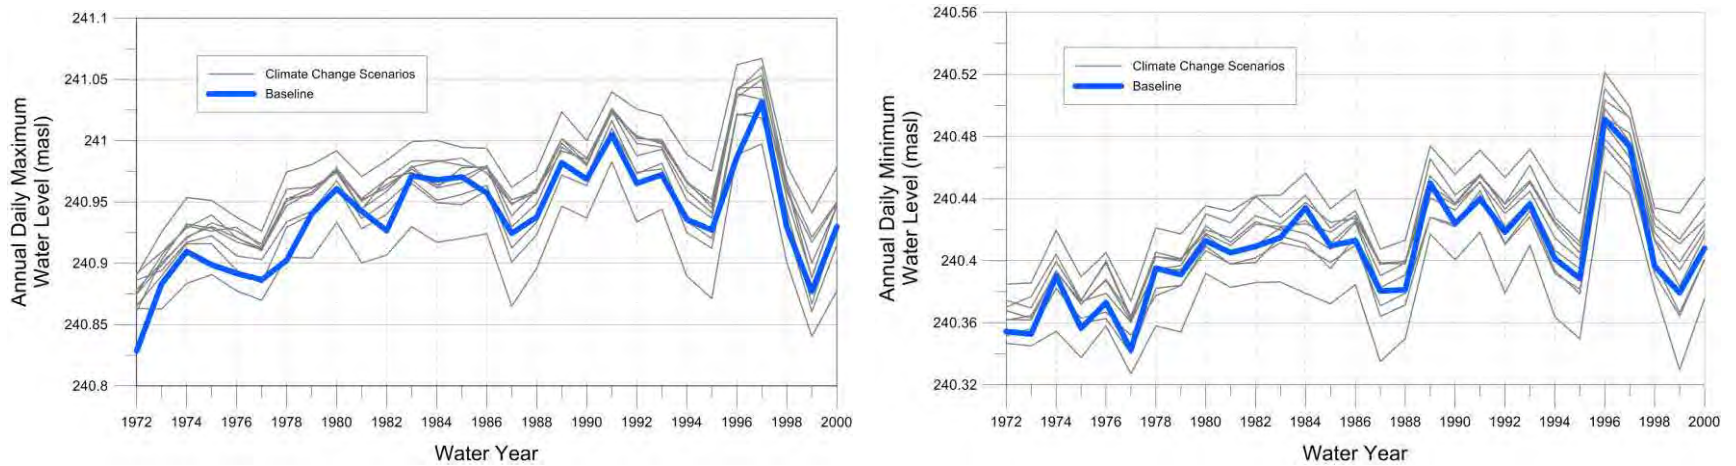 241.1
241.05
241
240.95
240.9
240.85
240.8
Annual Daily Maximum
Water Level (masl)
Climate Change Scenarios
Baseline
1972 1974 1976 1978 1980 1982 1984 1986 1988 1990 1992 1994 1996 1998 2000
Water Year
240.56
240.52
240.48
240.44
240.4
240.36
240.32
Annual Daily Minimum
Water Level (masl)
Climate Change Scenarios
Baseline
1972 1974 1976 1978 1980 1982 1984 1986 1988 1990 1992 1994 1996 1998 2000
Water Year